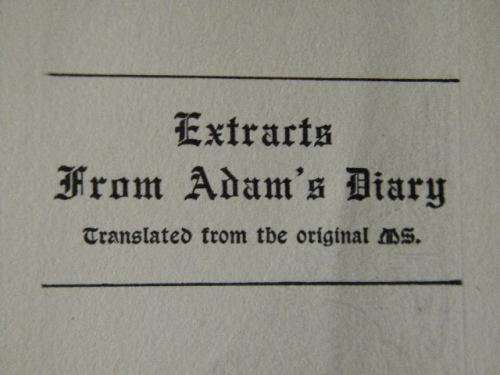 Extracts
From Adam's Diary
Translated from the original MS.